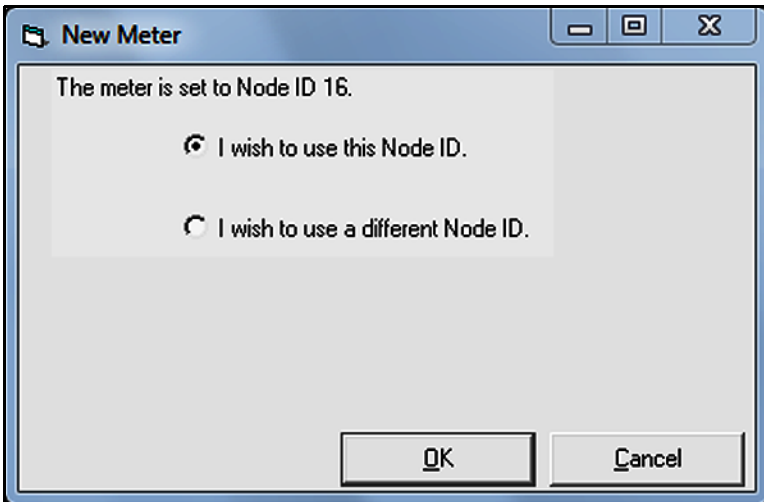 New Meter
The meter is set to Node ID 16.
I wish to use this Node ID.
I wish to use a different Node ID.
OK
Cancel